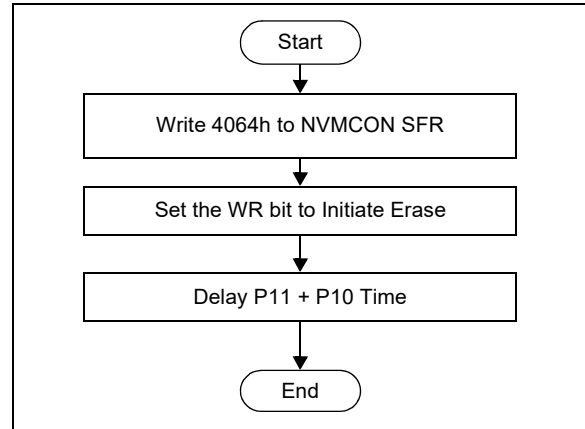 Start
Write 4064h to NVMCON SFR
Set the WR bit to Initiate Erase
Delay P11 + P10 Time
End